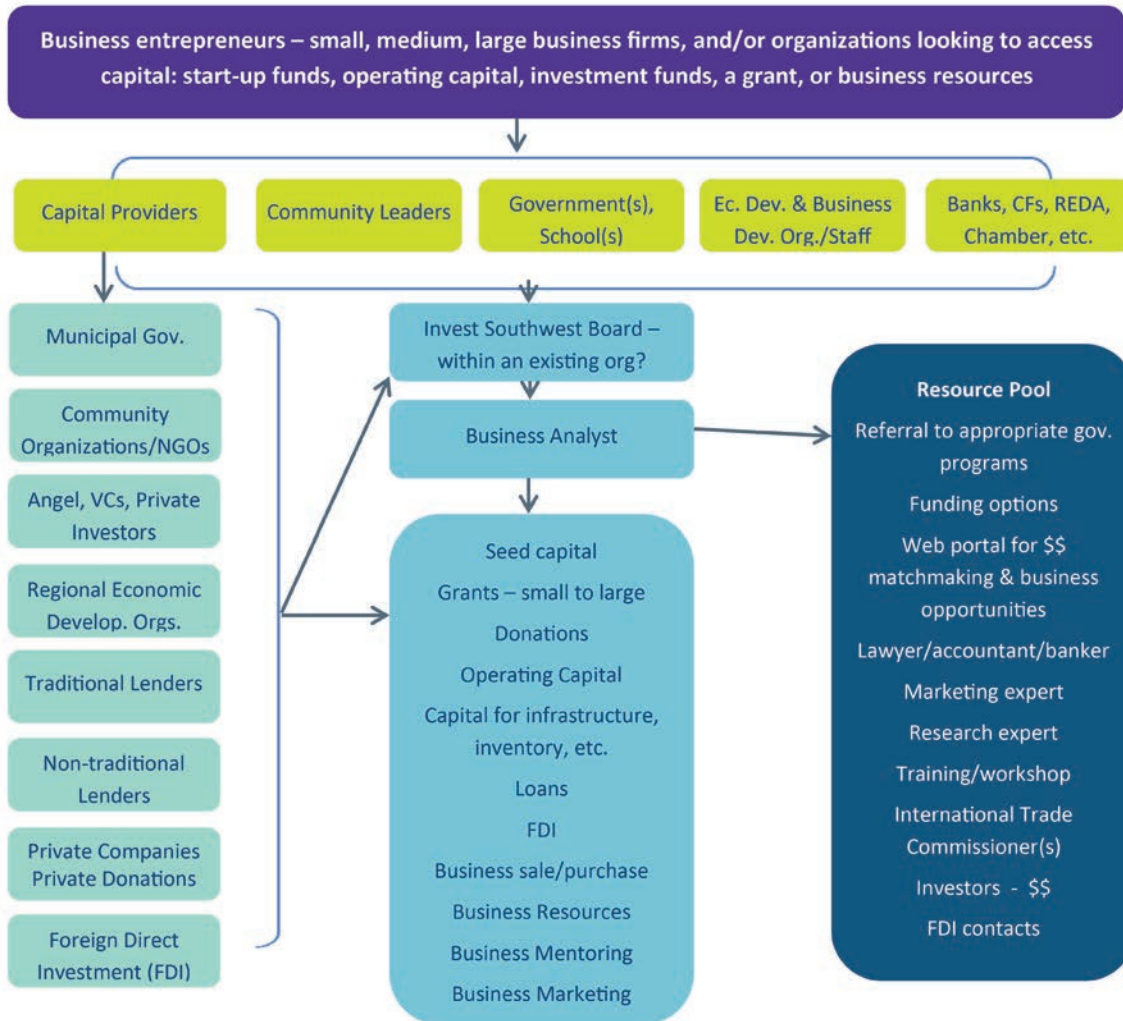 Business entrepreneurs – small, medium, large business firms, and/or organizations looking to access
capital: start-up funds, operating capital, investment funds, a grant, or business resources
Capital Providers
Community Leaders
Government(s),
School(s)
Ec. Dev. & Business
Dev. Org./Staff
Banks, CFs, REDA,
Chamber, etc.
Municipal Gov.
Community
Organizations/NGOs
Angel, VCs, Private
Investors
Regional Economic
Develop. Orgs.
Traditional Lenders
Non-traditional
Lenders
Private Companies
Private Donations
Foreign Direct
Investment (FDI)
Invest Southwest Board –
within an existing org?
Business Analyst
Seed capital
Grants – small to large
Donations
Operating Capital
Capital for infrastructure,
inventory, etc.
Loans
FDI
Business sale/purchase
Business Resources
Business Mentoring
Business Marketing
Resource Pool
Referral to appropriate gov.
programs
Funding options
Web portal for $$
matchmaking & business
opportunities
Lawyer/accountant/banker
Marketing expert
Research expert
Training/workshop
International Trade
Commissioner(s)
Investors - $$
FDI contacts